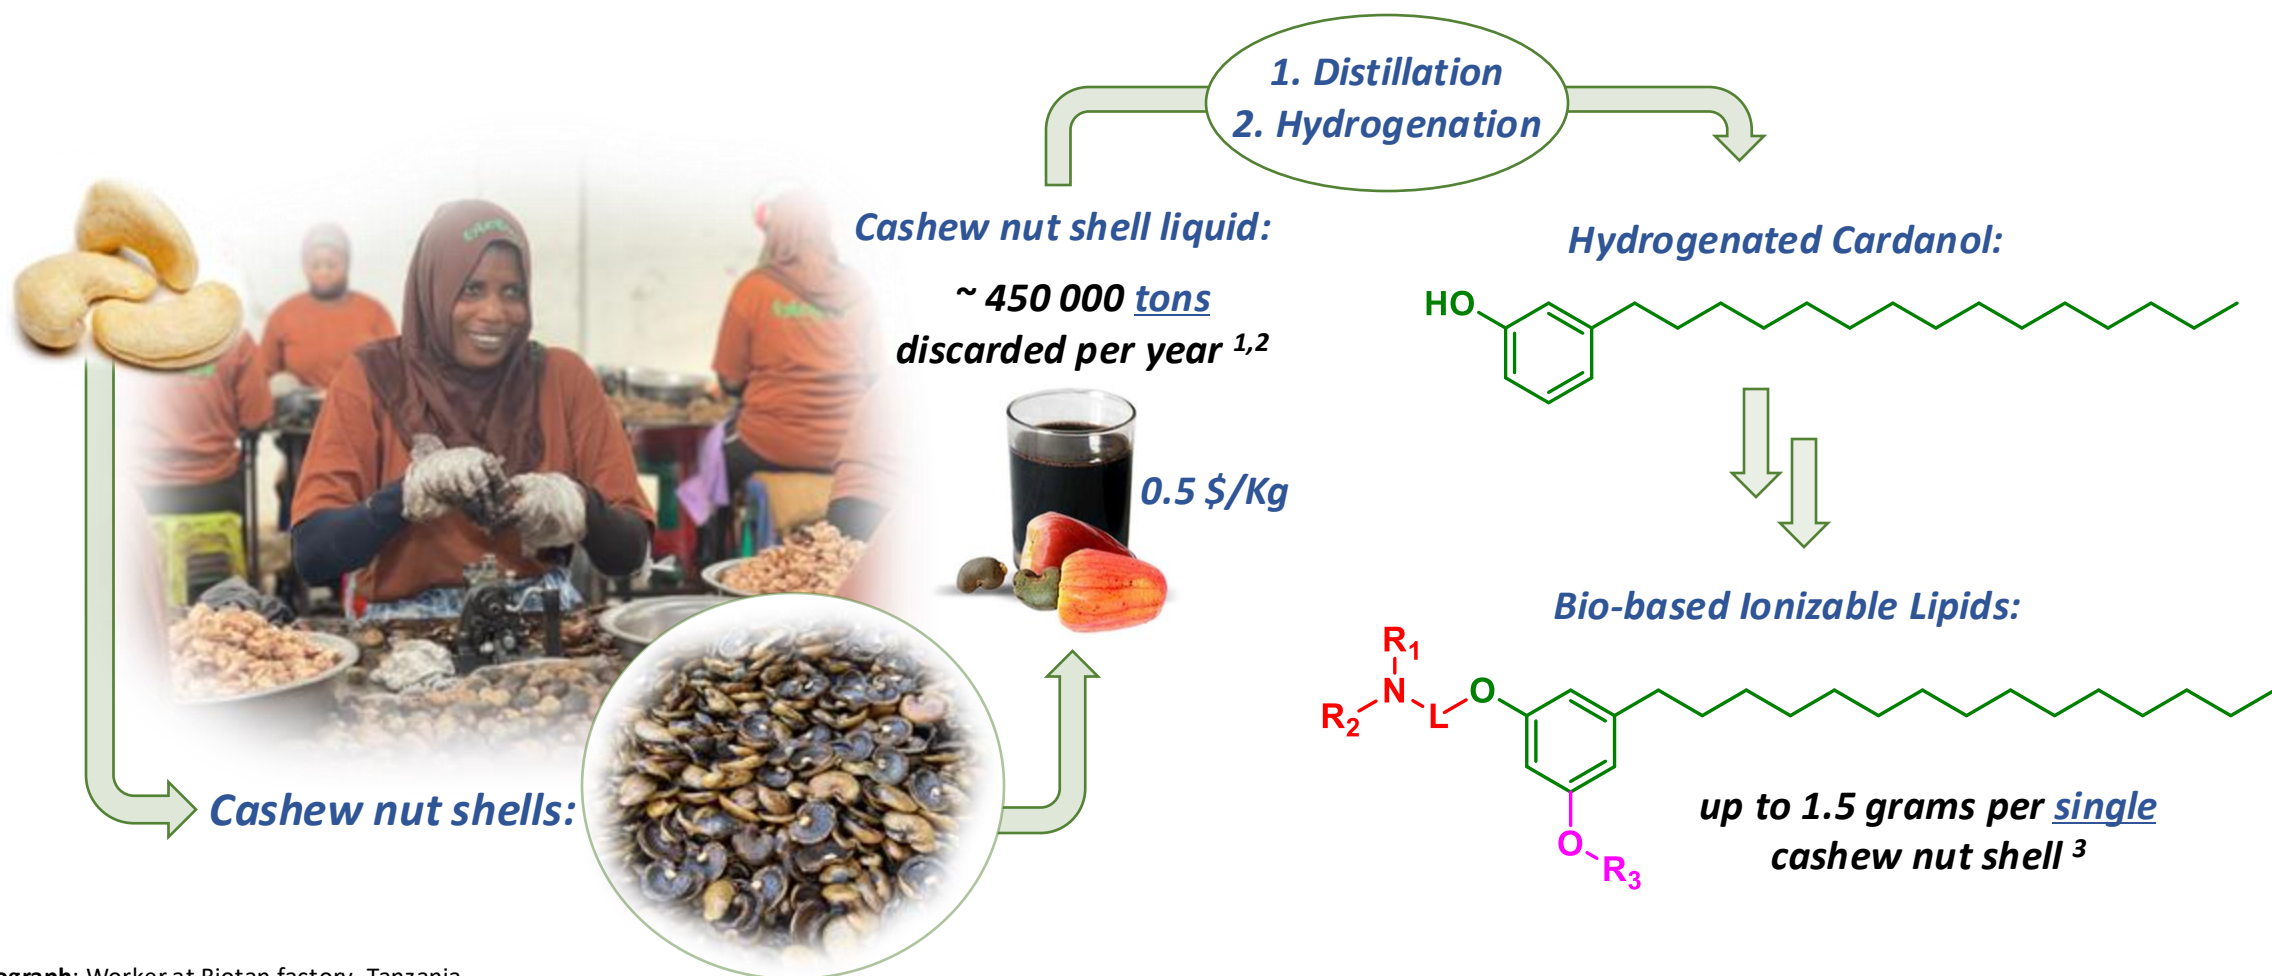 1. Distillation
2. Hydrogenation
Cashew nut shell liquid:
~ 450 000 tons
discarded per year 1,2
0.5 $/Kg
Hydrogenated Cardanol:
HO
Bio-based Ionizable Lipids:
R1
N
R2
L
O
O
R3
up to 1.5 grams per single
cashew nut shell 3
Cashew nut shells:
: Worker at Biotan factory, Tanzania